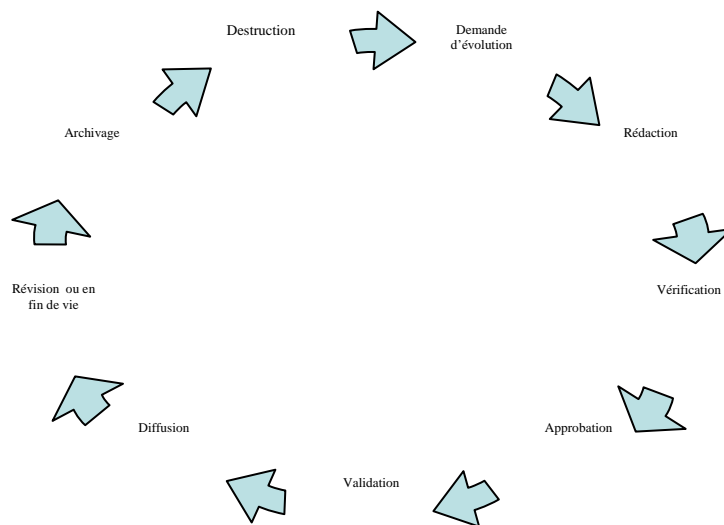 Destruction
Demande
d'évolution
Rédaction
Vérification
Approbation
Validation
Diffusion
Révision ou en
fin de vie
Archivage